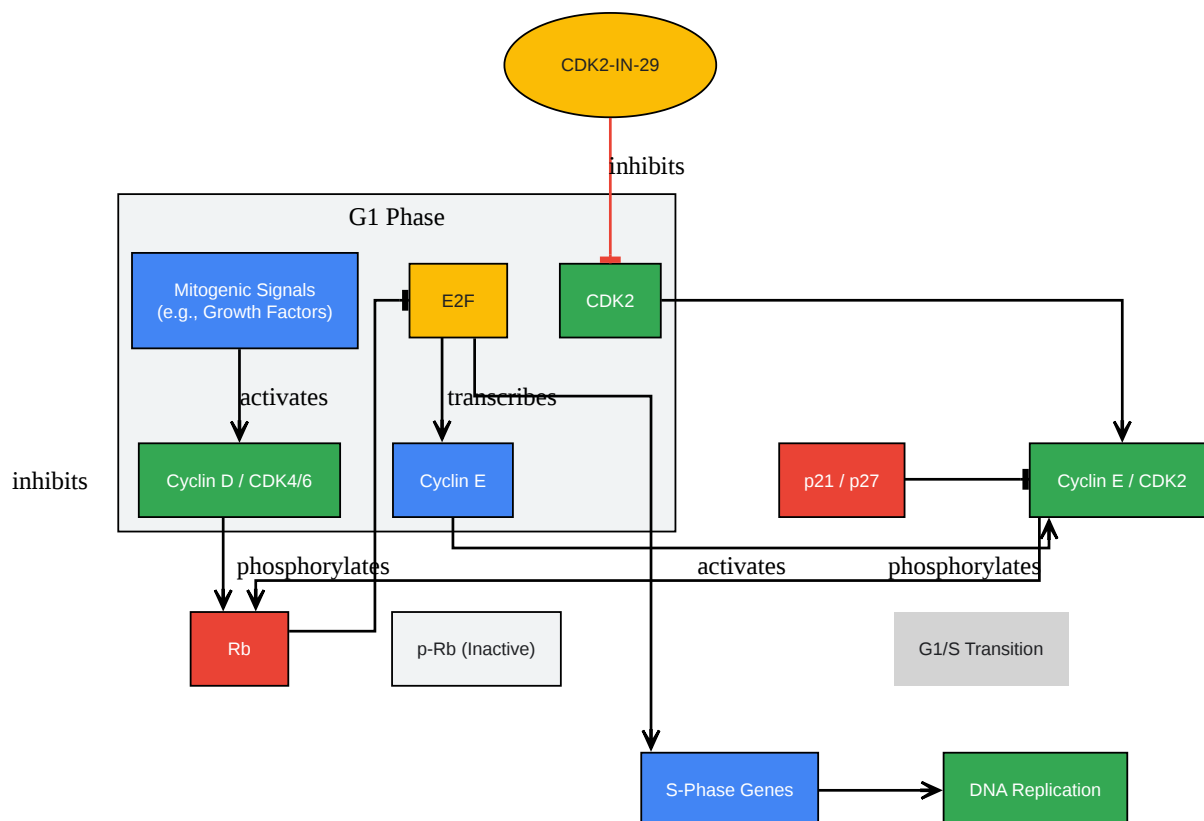 CDK2-IN-29
inhibits
G1 Phase
Mitogenic Signals
(e.g., Growth Factors)
E2F
CDK2
activates
transcribes
inhibits
Cyclin D / CDK4/6
Cyclin E
p21 / p27
Cyclin E / CDK2
phosphorylates
activates
phosphorylates
Rb
p-Rb (Inactive)
G1/S Transition
S-Phase Genes
DNA Replication